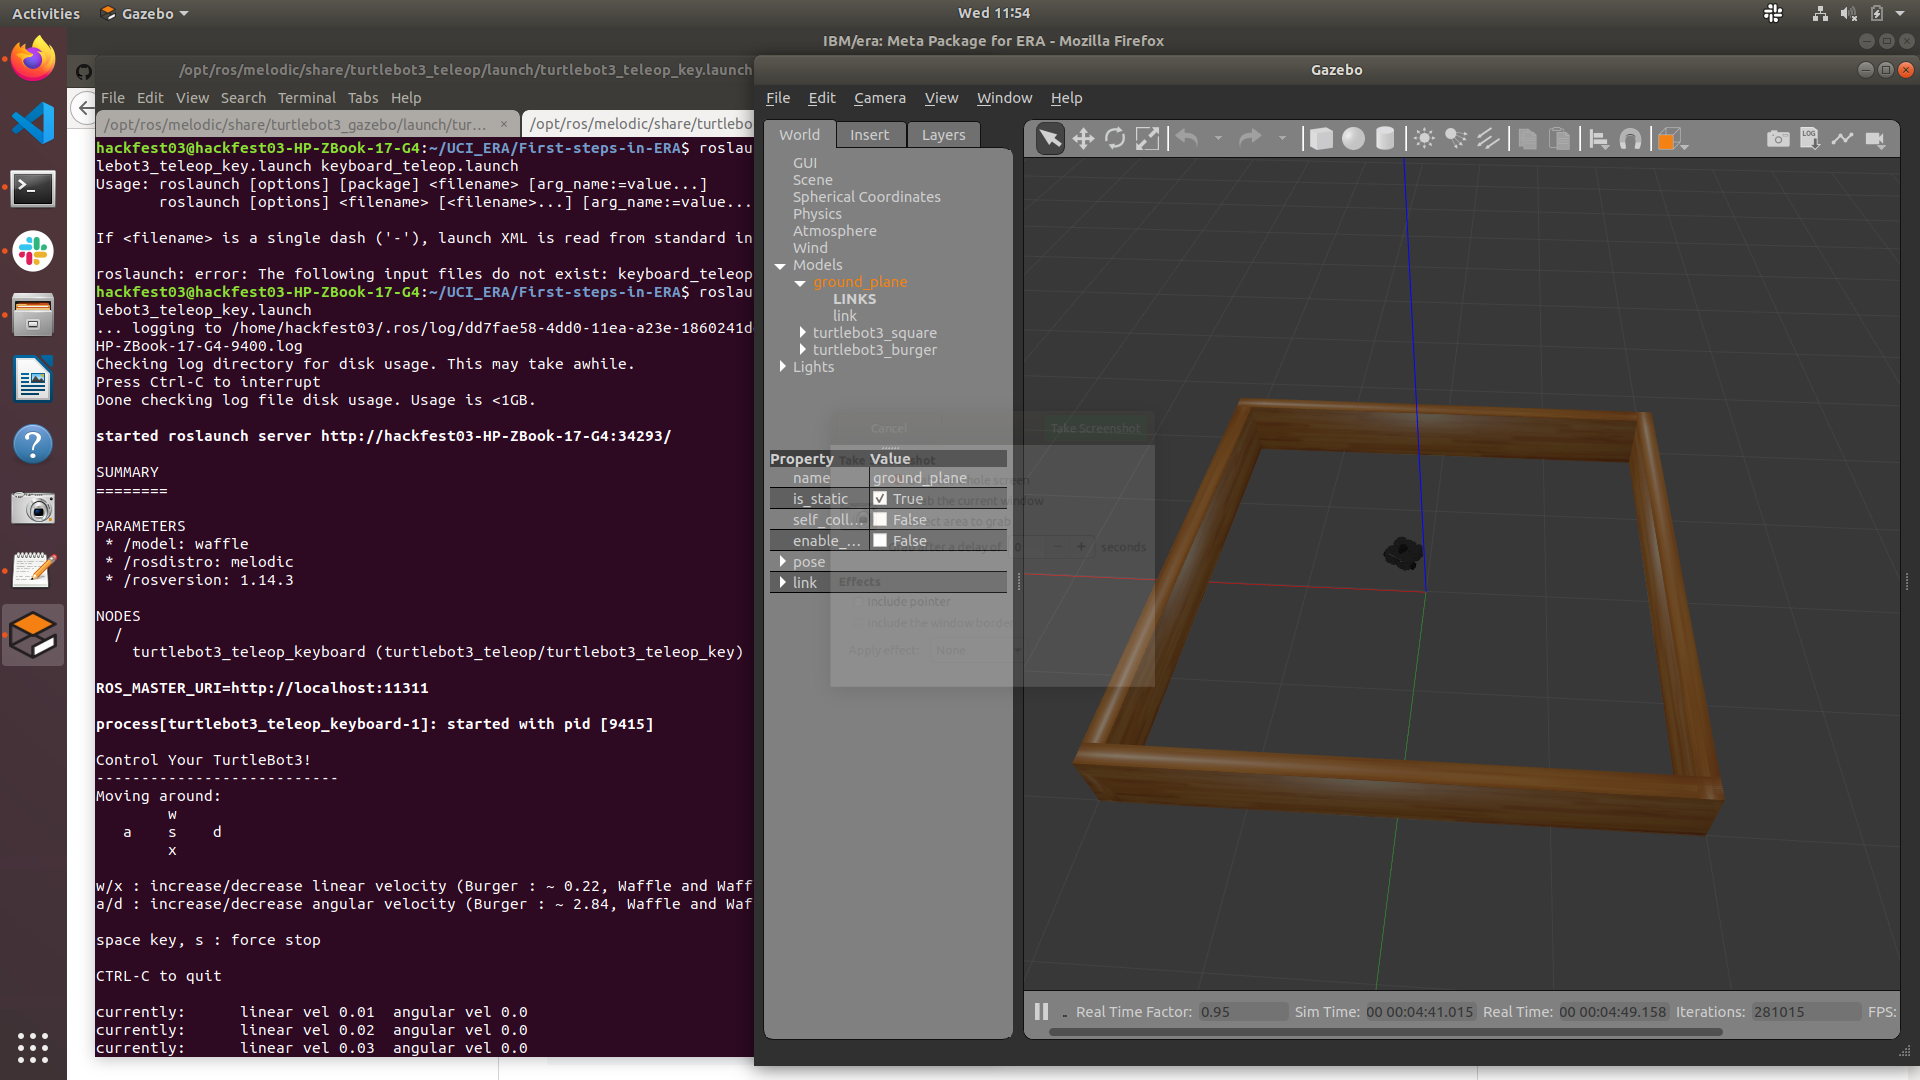 Activities
Gazebo
Wed 11:54
IBM/era: Meta Package for ERA - Mozilla Firefox
/opt/ros/melodic/share/turtlebot3_teleop/launch/turtlebot3_teleop_key.launch
File Edit View Search Terminal Tabs Help
/opt/ros/melodic/share/turtlebot3_gazebo/launch/tur... ×
/opt/ros/melodic/share/turtlebo
hackfest03@hackfest03-HP-ZBook-17-G4:~/UCI_ERA/First-steps-in-ERA$ roslau
lebot3_teleop_key.launch keyboard_teleop.launch
Usage: roslaunch [options] [package] <filename> [arg_name:=value...]
roslaunch [options] <filename> [<filename>...] [arg_name:=value...
If <filename> is a single dash ('-'), launch XML is read from standard in
roslaunch: error: The following input files do not exist: keyboard_teleop
hackfest03@hackfest03-HP-ZBook-17-G4:~/UCI_ERA/First-steps-in-ERA$ roslau
lebot3_teleop_key.launch
... logging to /home/hackfest03/.ros/log/dd7fae58-4dd0-11ea-a23e-1860241d
HP-ZBook-17-G4-9400.log
Checking log directory for disk usage. This may take awhile.
Press Ctrl-C to interrupt
Done checking log file disk usage. Usage is <1GB.
started roslaunch server http://hackfest03-HP-ZBook-17-G4:34293/
SUMMARY
========
PARAMETERS
* /model: waffle
* /rosdistro: melodic
* /rosversion: 1.14.3
NODES
/
turtlebot3_teleop_keyboard (turtlebot3_teleop/turtlebot3_teleop_key)
ROS_MASTER_URI=http://localhost:11311
process[turtlebot3_teleop_keyboard-1]: started with pid [9415]
Control Your TurtleBot3!
---------------------------
Moving around:
w
a s d
x
w/x : increase/decrease linear velocity (Burger : ~ 0.22, Waffle and Waff
a/d : increase/decrease angular velocity (Burger : ~ 2.84, Waffle and Waf
space key, s : force stop
CTRL-C to quit
currently: linear vel 0.01 angular vel 0.0
currently: linear vel 0.02 angular vel 0.0
currently: linear vel 0.03 angular vel 0.0
Gazebo
File Edit Camera View Window Help
World Insert Layers
GUI
Scene
Spherical Coordinates
Physics
Atmosphere
Wind
Models
ground_plane
LINKS
link
turtlebot3_square
turtlebot3_burger
Lights
Cancel
Take Screenshot
Property Value
name ground_plane
is_static True
self_coll... False
enable_... False
pose
link
seconds
Effects
Include pointer
Include the window border
Apply effect: None
LOG
Real Time Factor: 0.95 Sim Time: 00 00:04:41.015 Real Time: 00 00:04:49.158 Iterations: 281015 FPS: